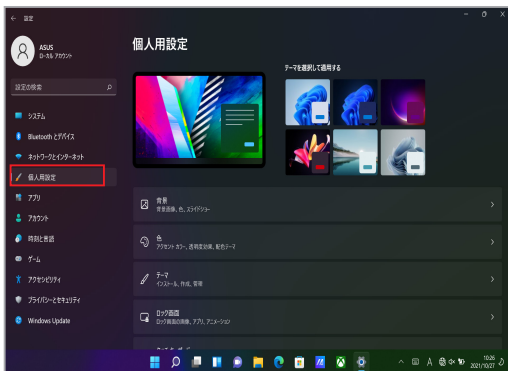 設定
ASUS
ローカル アカウント
設定の検索
システム
Bluetooth とデバイス
ネットワークとインターネット
個人用設定
アプリ
アカウント
時刻と言語
ゲーム
アクセシビリティ
プライバシーとセキュリティ
Windows Update
個人用設定
テーマを選択して適用する
背景
背景画像、色、スライドショー
色
アクセント カラー、透明度効果、配色テーマ
テーマ
インストール、作成、管理
ロック画面
ロック画面の画像、アプリ、アニメーション
A
10:26
2021/10/27